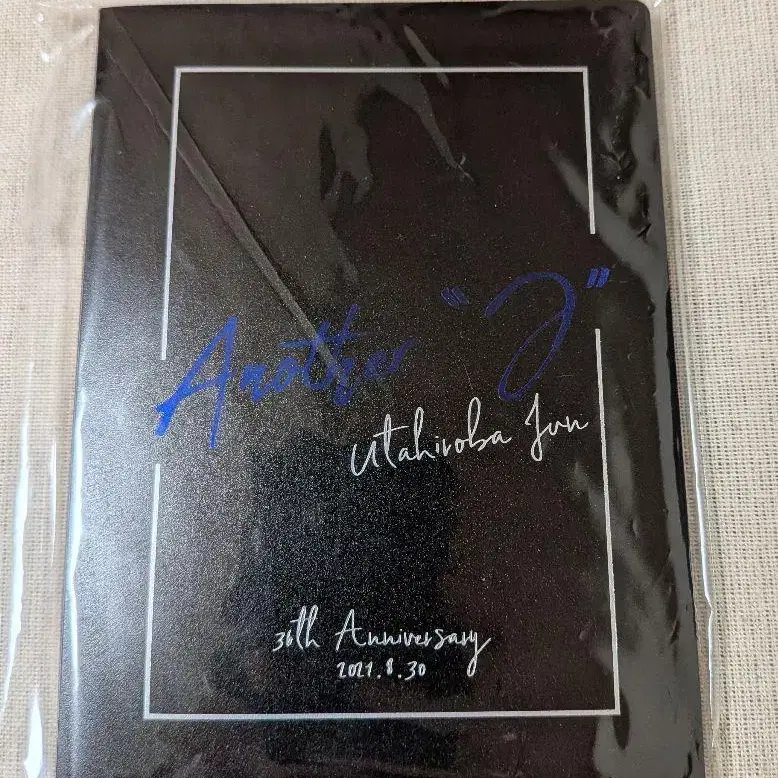 Another "J"
Utahiroba Jun
36th Anniversary
2021.8.30